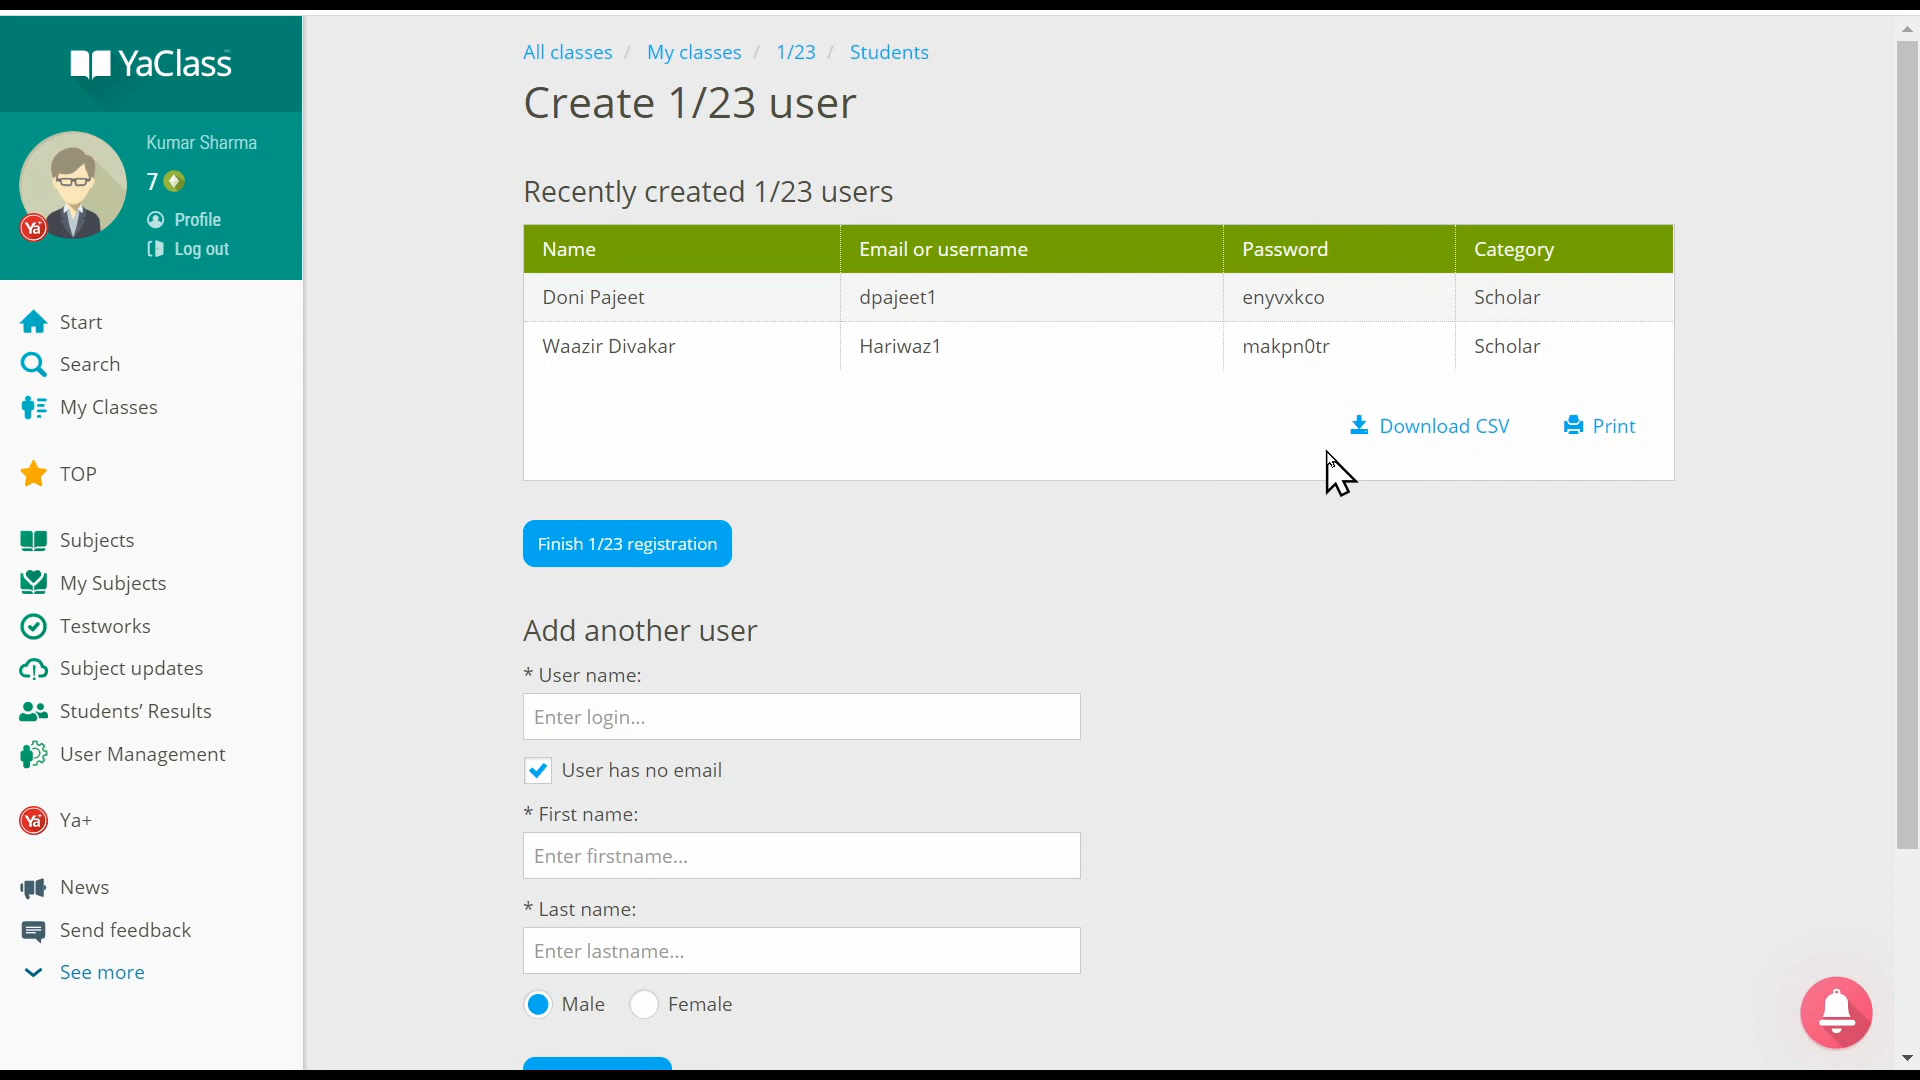 YaClass
Kumar Sharma
7
Ya+
Profile
Log out
Start
Search
My Classes
TOP
Subjects
My Subjects
Testworks
Subject updates
Students’ Results
User Management
Ya+ Ya+
News
Send feedback
See more
All classes / My classes / 1/23 / Students
Create 1/23 user
Recently created 1/23 users
Name Email or username Password Category
Doni Pajeet dpajeet1 enyvxkco Scholar
Waazir Divakar Hariwaz1 makpn0tr Scholar
Download CSV Print
Finish 1/23 registration
Add another user
* User name:
Enter login...
User has no email
* First name:
Enter firstname...
* Last name:
Enter lastname...
Male Female